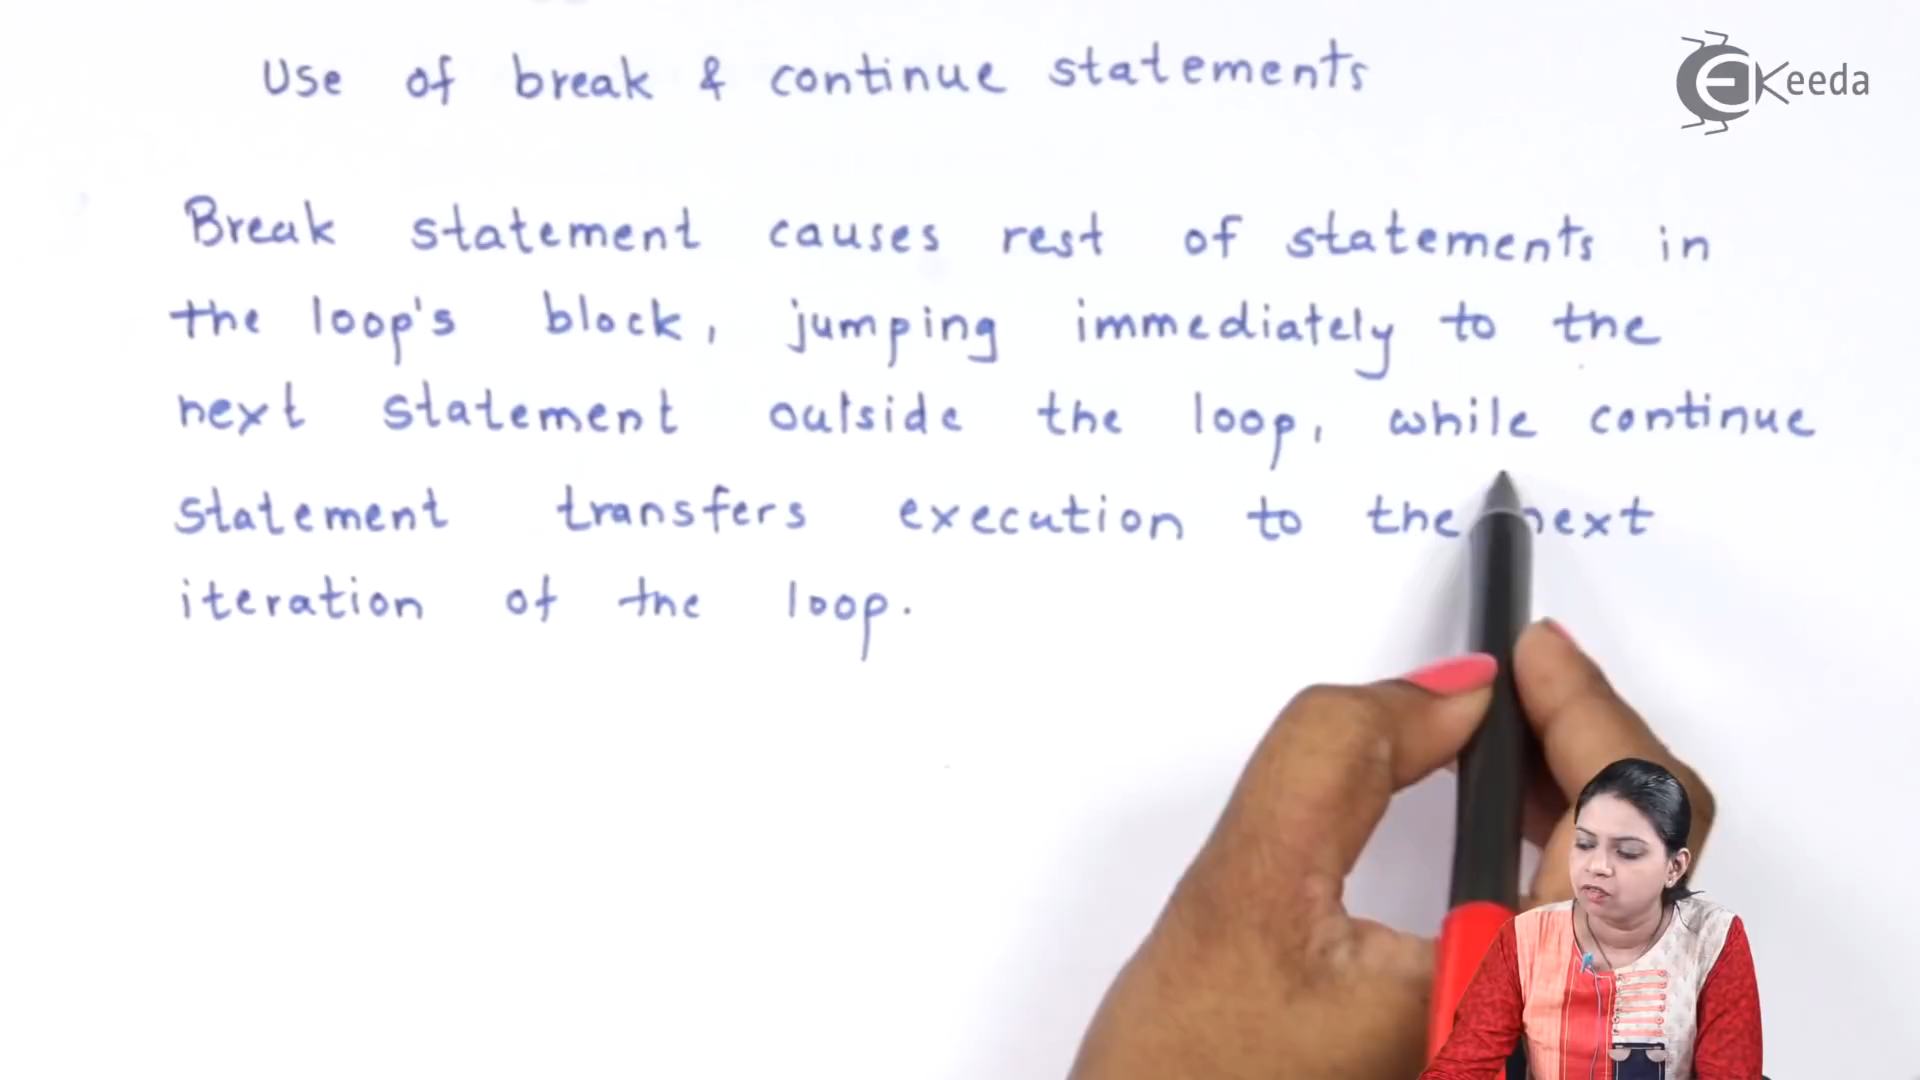 Use of break & continue statements
EKeeda
Break statement causes rest of statements in
the loop's block, jumping immediately to the
next statement outside the loop, while continue
statement transfers execution to the next
iteration of the loop.